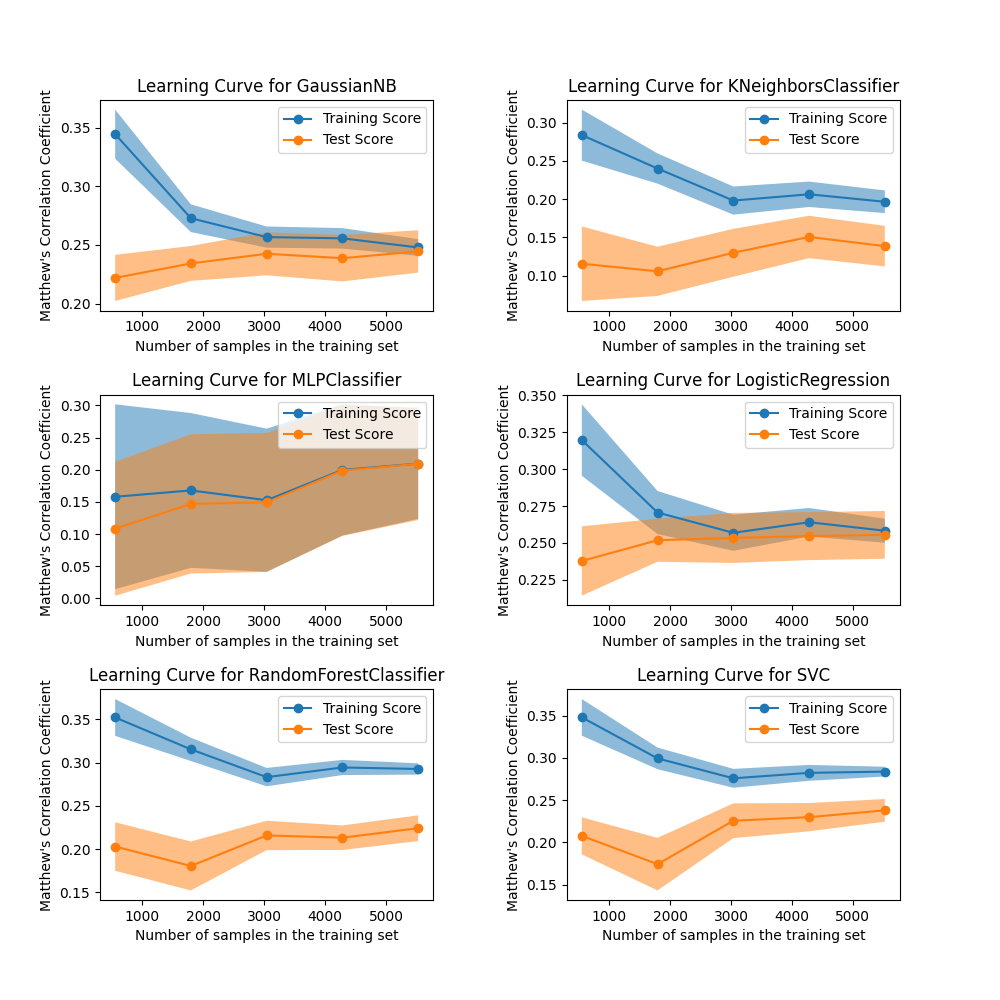 Learning Curve for GaussianNB
Matthew's Correlation Coefficient
0.35
0.30
0.25
0.20
Training Score
Test Score
1000 2000 3000 4000 5000
Number of samples in the training set
Learning Curve for KNeighborsClassifier
Matthew's Correlation Coefficient
0.30
0.25
0.20
0.15
0.10
Training Score
Test Score
1000 2000 3000 4000 5000
Number of samples in the training set
Learning Curve for MLPClassifier
Matthew's Correlation Coefficient
0.30
0.25
0.20
0.15
0.10
0.05
0.00
Training Score
Test Score
1000 2000 3000 4000 5000
Number of samples in the training set
Learning Curve for LogisticRegression
Matthew's Correlation Coefficient
0.350
0.325
0.300
0.275
0.250
0.225
Training Score
Test Score
1000 2000 3000 4000 5000
Number of samples in the training set
Learning Curve for RandomForestClassifier
Matthew's Correlation Coefficient
0.35
0.30
0.25
0.20
0.15
Training Score
Test Score
1000 2000 3000 4000 5000
Number of samples in the training set
Learning Curve for SVC
Matthew's Correlation Coefficient
0.35
0.30
0.25
0.20
0.15
Training Score
Test Score
1000 2000 3000 4000 5000
Number of samples in the training set